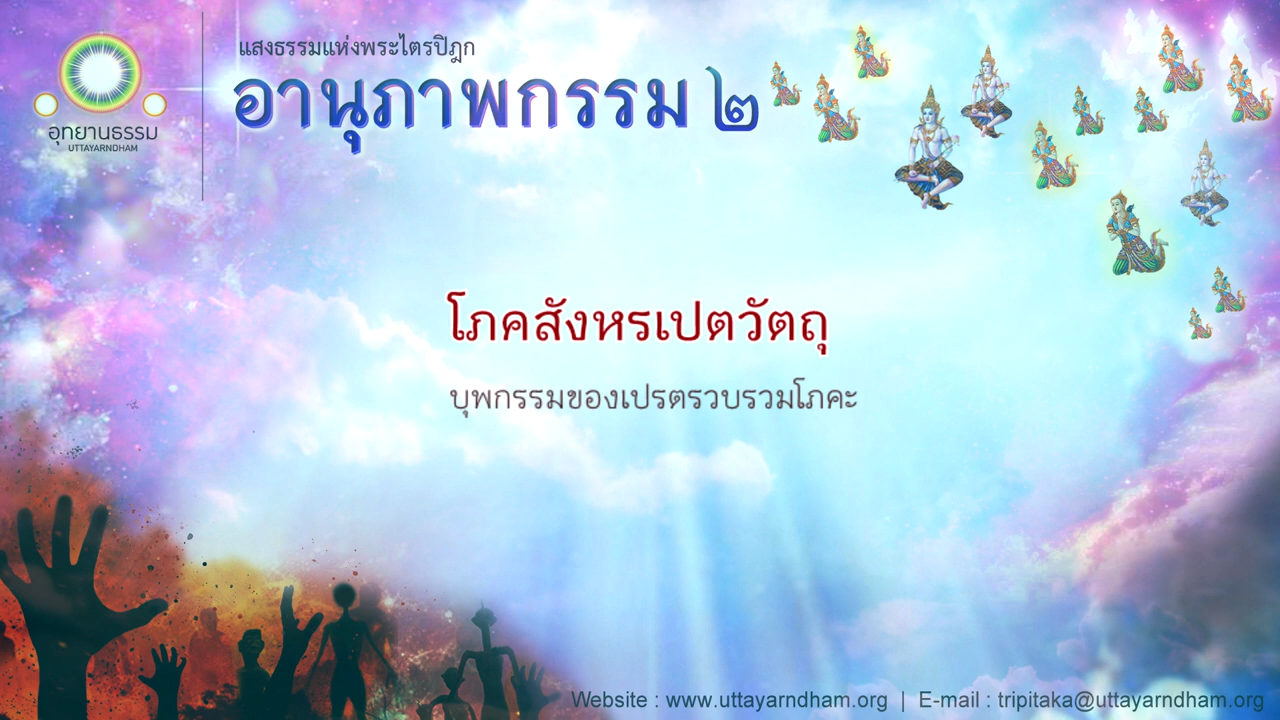 แสงธรรมแห่งพระไตรปิฎก
อานุภาพกรรม ๒
อุทยานธรรม
UTTAYARNDHAM
โภคสังหรเปตวัตถุ
บุพกรรมของเปรตรวบรวมโภคะ
Website : www.uttayarndham.org | E-mail : tripitaka@uttayarndham.org